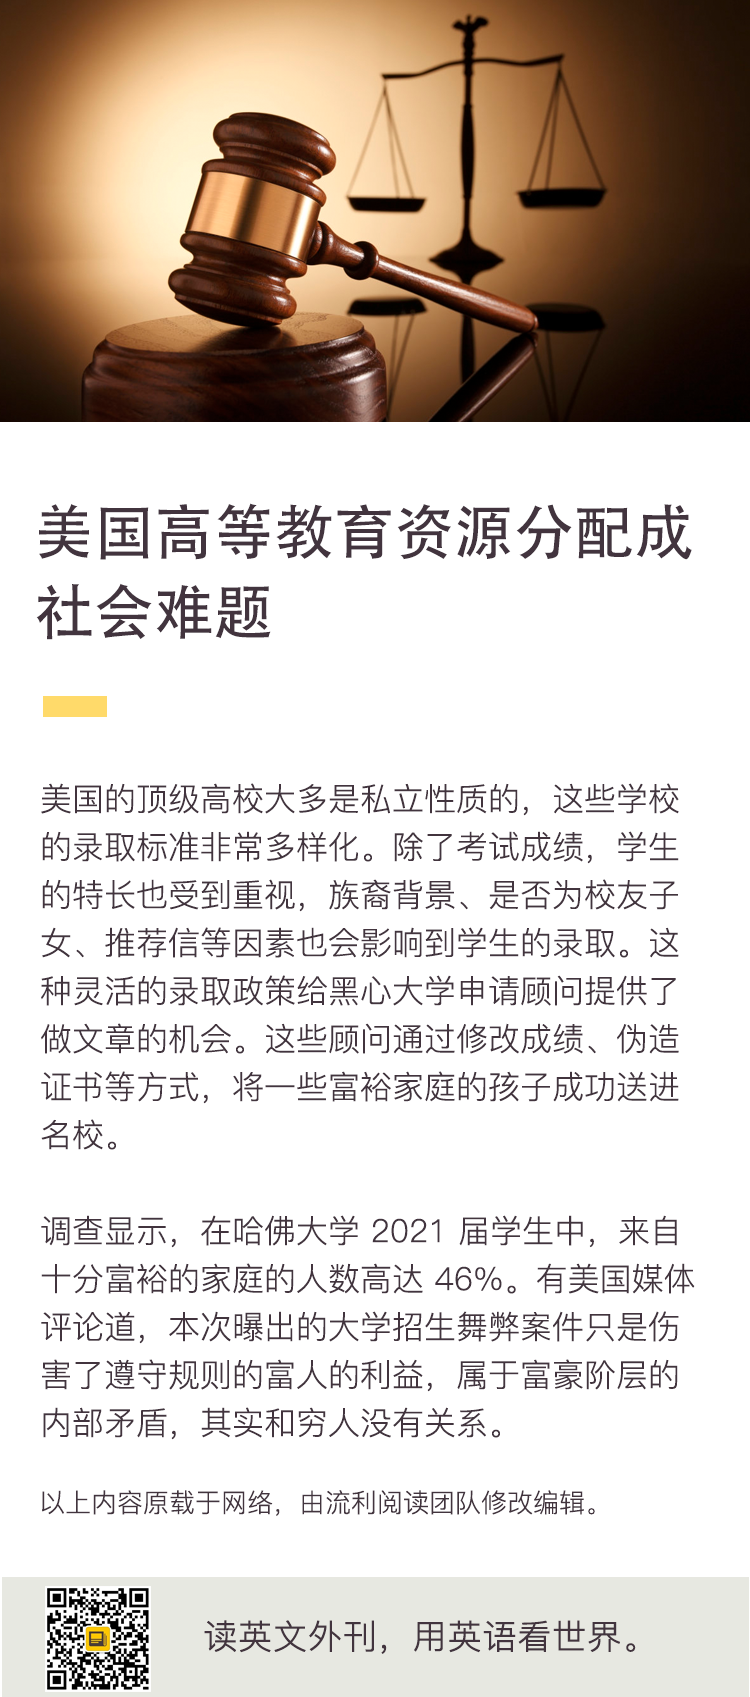 美国高等教育资源分配成
社会难题
美国的顶级高校大多是私立性质的，这些学校
的录取标准非常多样化。除了考试成绩，学生
的特长也受到重视，族裔背景、是否为校友子
女、推荐信等因素也会影响到学生的录取。这
种灵活的录取政策给黑心大学申请顾问提供了
做文章的机会。这些顾问通过修改成绩、伪造
证书等方式，将一些富裕家庭的孩子成功送进
名校。
调查显示，在哈佛大学 2021 届学生中，来自
十分富裕的家庭的人数高达 46%。有美国媒体
评论道，本次曝出的大学招生舞弊案件只是伤
害了遵守规则的富人的利益，属于富豪阶层的
内部矛盾，其实和穷人没有关系。
以上内容原载于网络，由流利阅读团队修改编辑。
读英文外刊，用英语看世界。